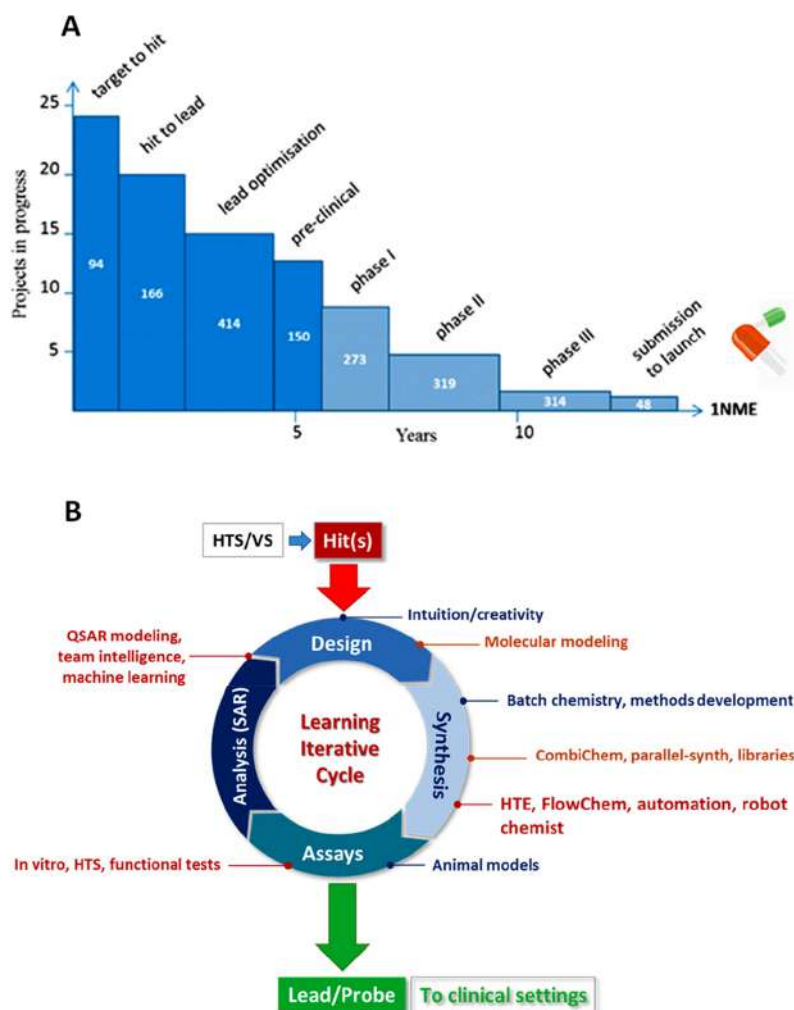 A
target to hit
hit to lead
lead optimisation
pre-clinical
phase I
phase II
phase III
submission
to launch
Projects in progress
25
20
15
10
5
94
166
414
150
273
319
314
48
1NME
5
10
Years
B
HTS/VS
Hit(s)
Intuition/creativity
Design
Molecular modeling
QSAR modeling,
team intelligence,
machine learning
Batch chemistry, methods development
Learning
Iterative
Cycle
Analysis (SAR)
Synthesis
CombiChem, parallel-synth, libraries
HTE, FlowChem, automation, robot
chemist
Assays
In vitro, HTS, functional tests
Animal models
Lead/Probe
To clinical settings